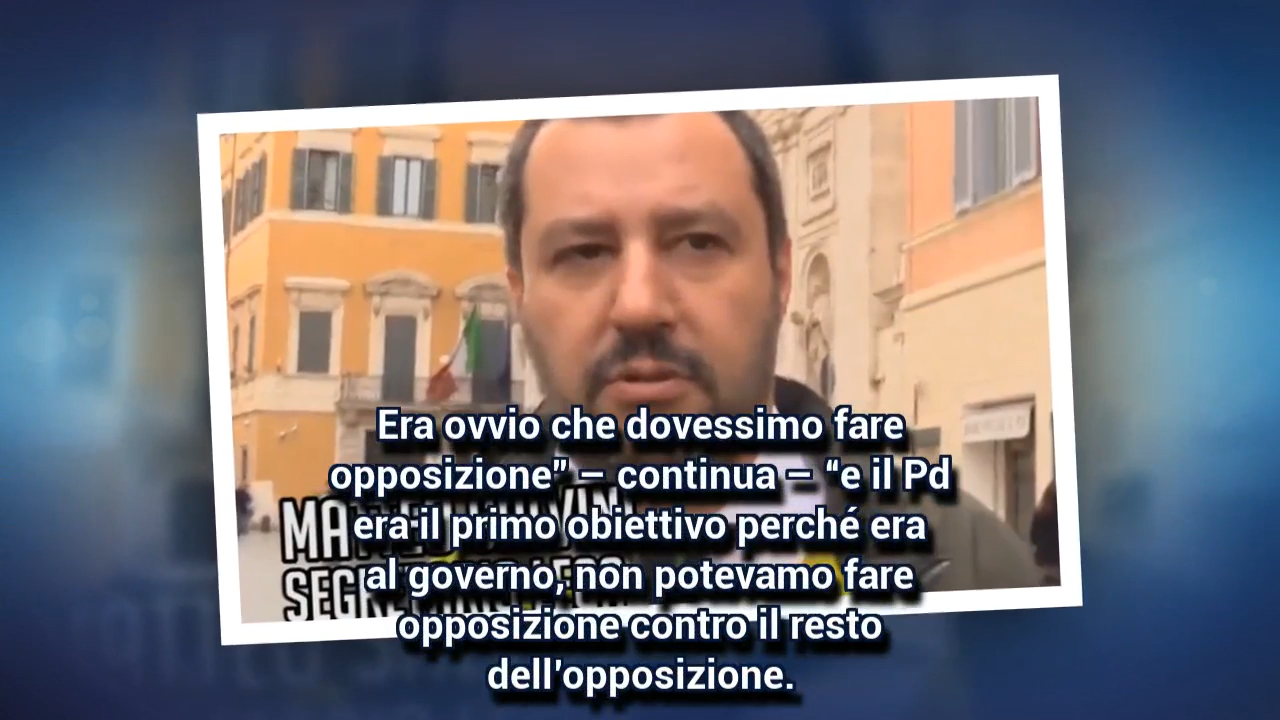 Era ovvio che dovessimo fare
opposizione” – continua – “e il Pd
era il primo obiettivo perché era
al governo, non potevamo fare
opposizione contro il resto
dell'opposizione.